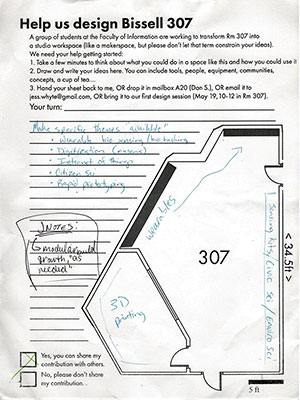 Help us design Bissell 307
A group of students at the Faculty of Information are working to transform Rm 307 into
a studio workspace (like a makerspace, but please don't let that term constrain your ideas).
We need your help getting started:
1. Take a few minutes to think about what you could do in a space like this and how you could use it
2. Draw and write your ideas here. You can include tools, people, equipment, communities,
concepts, a cup of tea....
3. Hand your sheet back to me, OR drop it in mailbox A20 (Dan S.), OR email it to
jess.whyte@gmail.com, OR bring it to our first design session (May 19, 10-12 in Rm 307).
Your turn:
Make specific themes "available"
• Wearable bio sensing/bio hacking
• Digitization (museums)
• Internet of things
• Citizen Sci
• Rapid prototyping
NOTES:
modular build
growth, "as
needed"
wearables
3D
printing
307
Sensing Kits, Civic Sci / Enviro Sci
< 34.5ft >
5 ft
Yes, you can share my
contribution with others.
No, please don't share
my contribution.